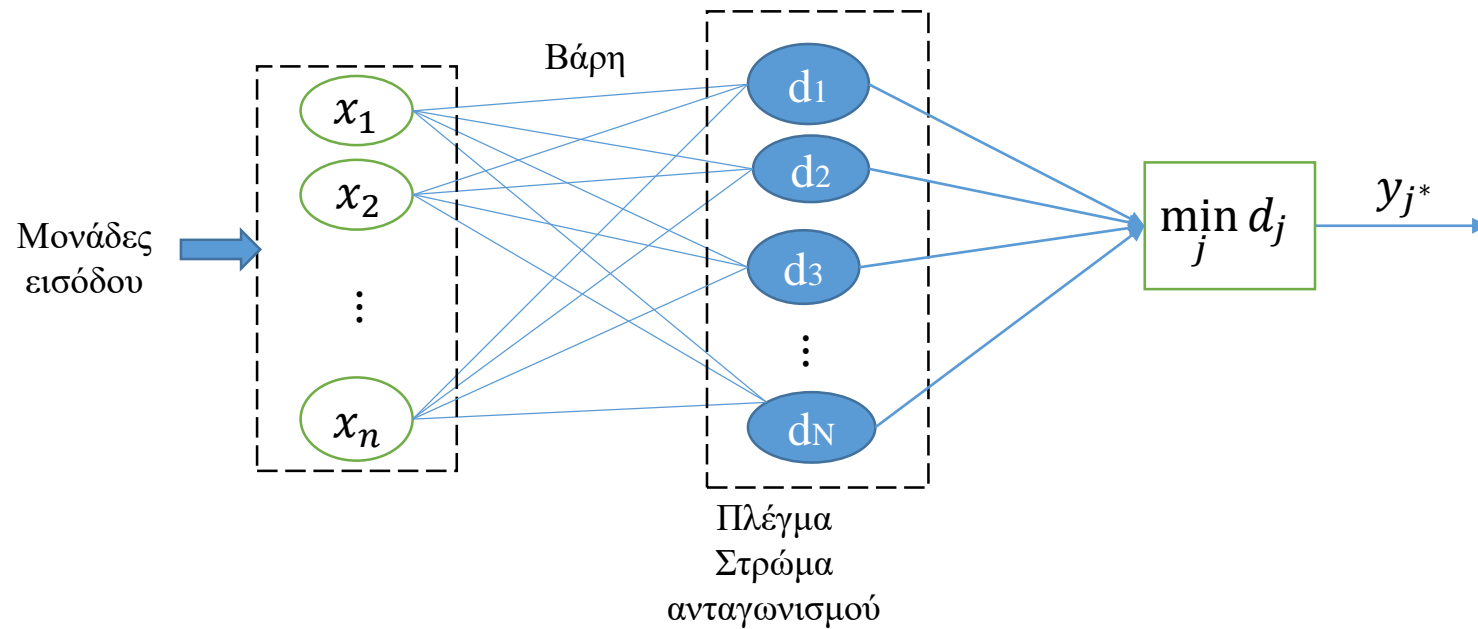 Βάρη
Μονάδες
εισόδου
x₁
x₂
⋮
xₙ
d1
d2
d3
⋮
dN
min dⱼ
j
yⱼ*
Πλέγμα
Στρώμα
ανταγωνισμού